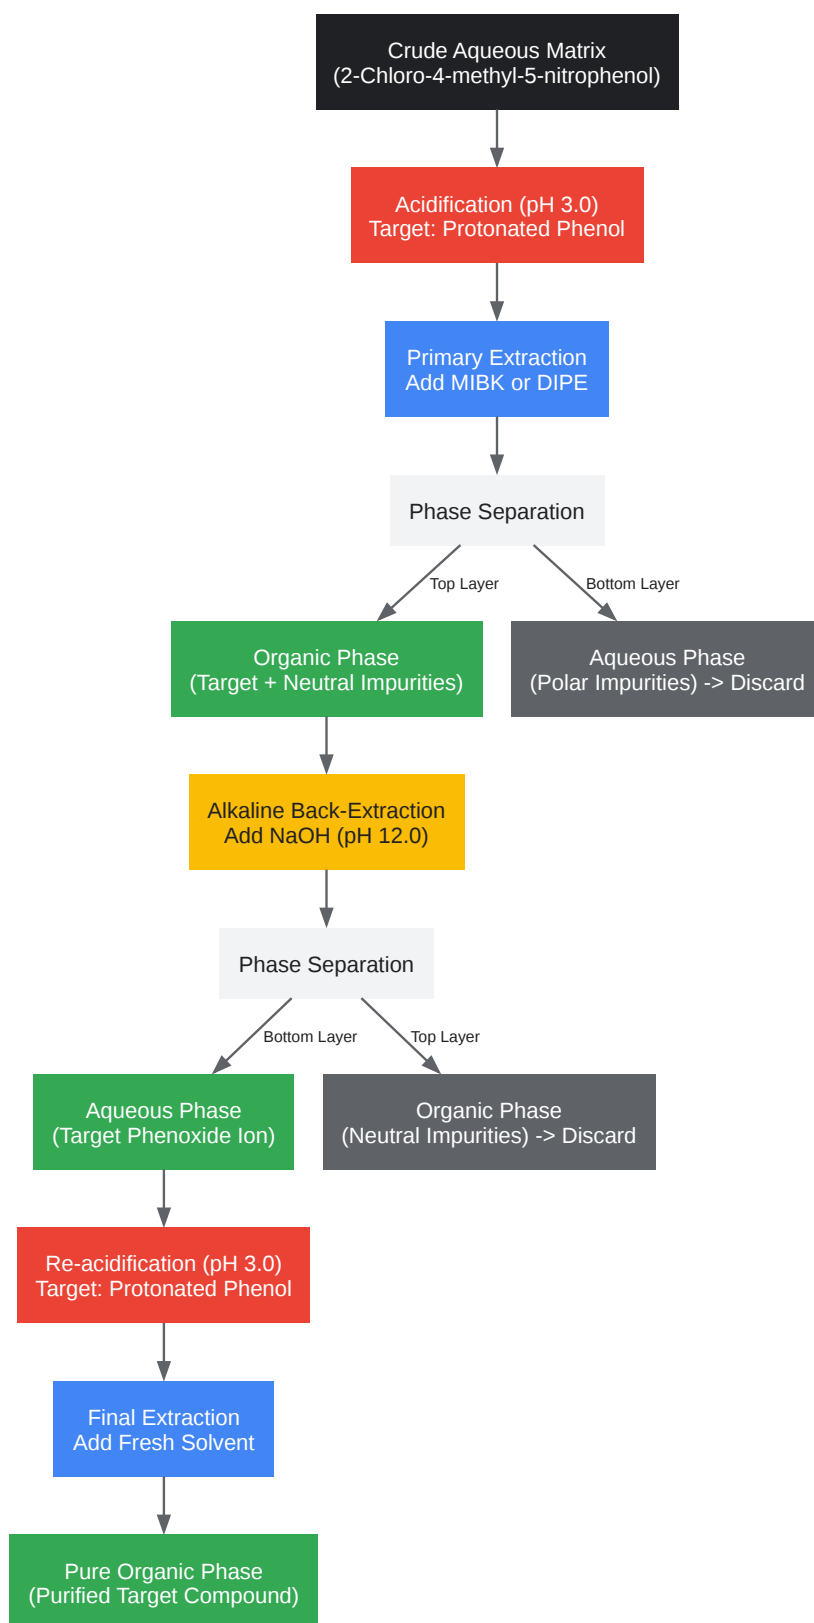 Crude Aqueous Matrix
(2-Chloro-4-methyl-5-nitrophenol)
Acidification (pH 3.0)
Target: Protonated Phenol
Primary Extraction
Add MIBK or DIPE
Phase Separation
Top Layer
Bottom Layer
Organic Phase
(Target + Neutral Impurities)
Aqueous Phase
(Polar Impurities) -> Discard
Alkaline Back-Extraction
Add NaOH (pH 12.0)
Phase Separation
Bottom Layer
Top Layer
Aqueous Phase
(Target Phenoxide Ion)
Organic Phase
(Neutral Impurities) -> Discard
Re-acidification (pH 3.0)
Target: Protonated Phenol
Final Extraction
Add Fresh Solvent
Pure Organic Phase
(Purified Target Compound)